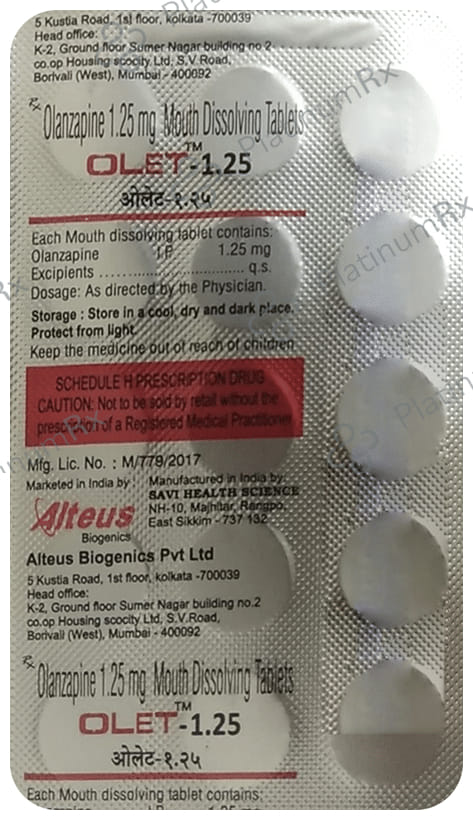 5 Kustia Road, 1st floor, kolkata -700039
Head office:
K-2, Ground floor Sumer Nagar building no.2
co.op Housing scocity Ltd, S.V.Road,
Borivali (West), Mumbai - 400092
Rx Olanzapine 1.25 mg Mouth Dissolving Tablets
OLET™-1.25
ओलेट-१.२५
Each Mouth dissolving tablet contains:
Olanzapine I.P. 1.25 mg
Excipients .................................... q.s.
Dosage: As directed by the Physician.
Storage : Store in a cool, dry and dark place.
Protect from light.
Keep the medicine out of reach of children
SCHEDULE H PRESCRIPTION DRUG
CAUTION: Not to be sold by retail without the
prescription of a Registered Medical Practitioner
Mfg. Lic. No. : M/779/2017
Marketed in India by :
Alteus
Biogenics
Manufactured in India by:
SAVI HEALTH SCIENCE
NH-10, Majhitar, Rangpo,
East Sikkim - 737 132
Alteus Biogenics Pvt Ltd
5 Kustia Road, 1st floor, kolkata -700039
Head office:
K-2, Ground floor Sumer Nagar building no.2
co.op Housing scocity Ltd, S.V.Road,
Borivali (West), Mumbai - 400092
Rx Olanzapine 1.25 mg Mouth Dissolving Tablets
OLET™-1.25
ओलेट-१.२५
Each Mouth dissolving tablet contains:
PlatinumRx
PlatinumRx